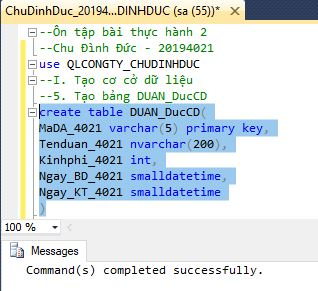 ChuDinhDuc_20194...DINHDUC (sa (55))*
--Ôn tập bài thực hành 2
--Chu Đình Đức - 20194021
use QLCONGTY_CHUDINHDUC
--I. Tạo cơ cở dữ liệu
--5. Tạo bảng DUAN_DucCD
create table DUAN_DucCD(
MaDA_4021 varchar(5) primary key,
Tenduan_4021 nvarchar(200),
Kinhphi_4021 int,
Ngay_BD_4021 smalldatetime,
Ngay_KT_4021 smalldatetime
)
100 %
Messages
Command(s) completed successfully.